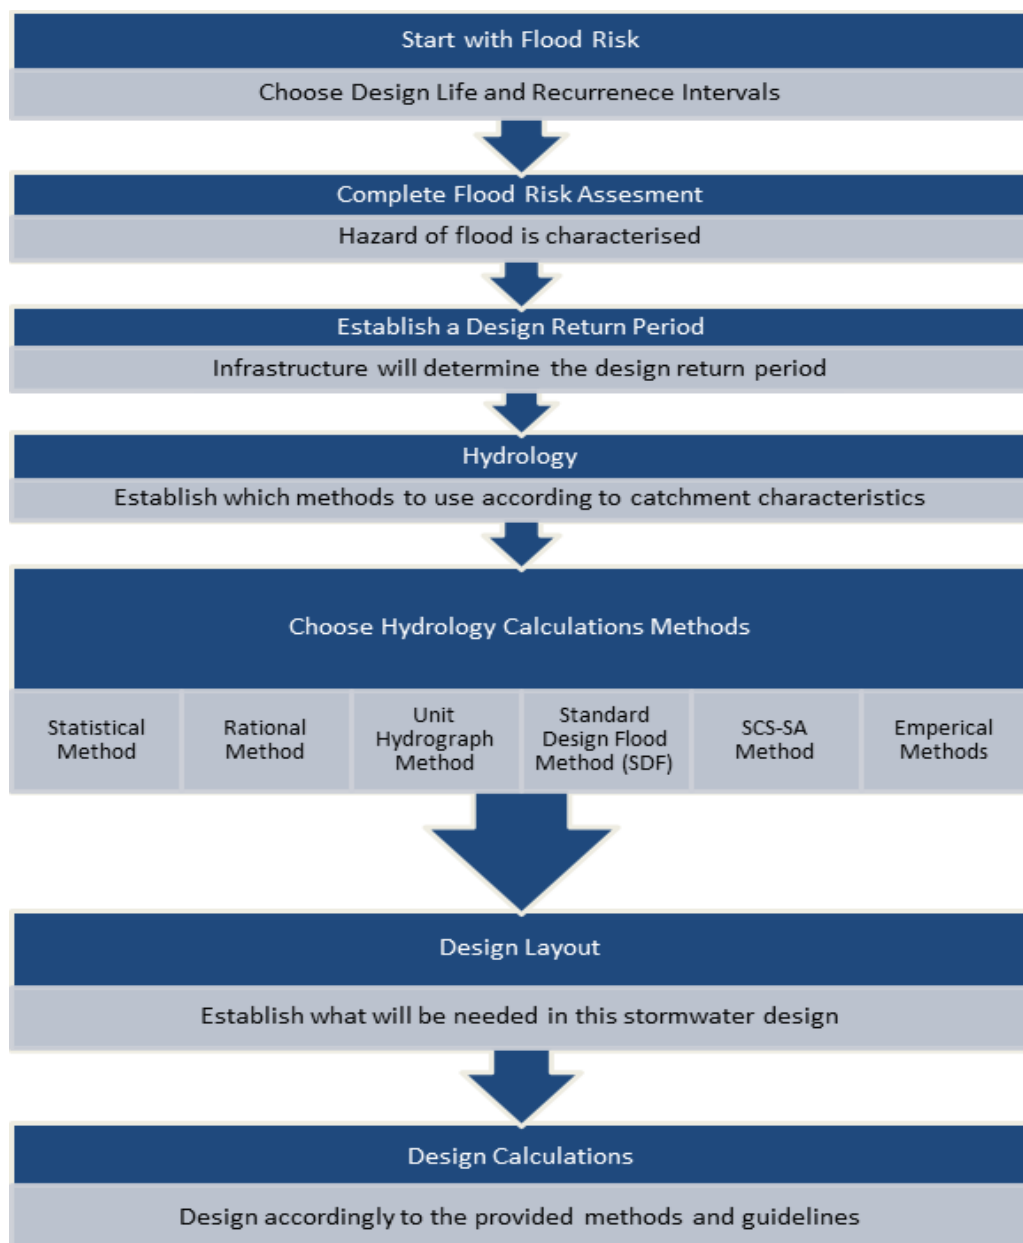 Start with Flood Risk
Choose Design Life and Recurrenece Intervals
Complete Flood Risk Assesment
Hazard of flood is characterised
Establish a Design Return Period
Infrastructure will determine the design return period
Hydrology
Establish which methods to use according to catchment characteristics
Choose Hydrology Calculations Methods
Statistical
Method
Rational
Method
Unit
Hydrograph
Method
Standard
Design Flood
Method (SDF)
SCS-SA
Method
Emperical
Methods
Design Layout
Establish what will be needed in this stormwater design
Design Calculations
Design accordingly to the provided methods and guidelines